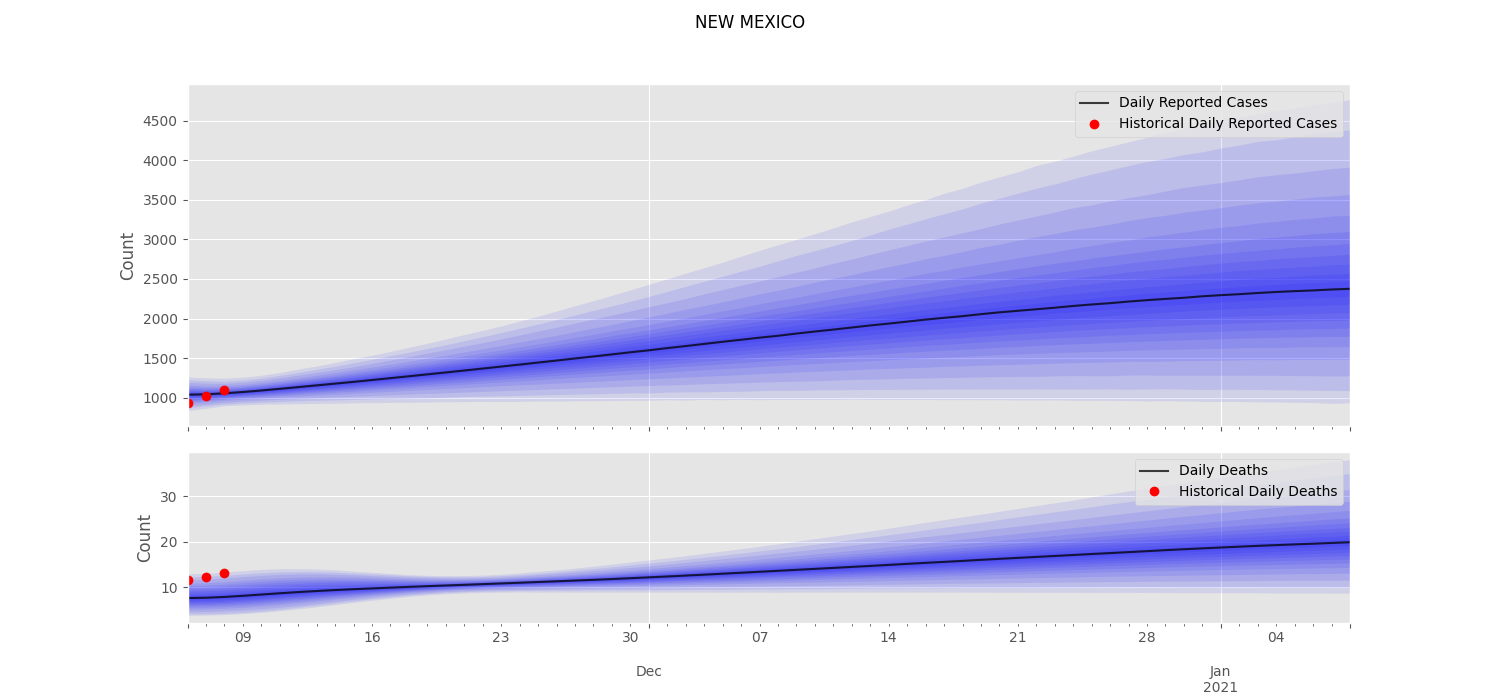 NEW MEXICO
Daily Reported Cases
Historical Daily Reported Cases
4500
4000
3500
3000
2500
2000
1500
1000
Count
Daily Deaths
Historical Daily Deaths
30
20
10
Count
09 16 23 30 07 14 21 28 04
Dec Jan
2021